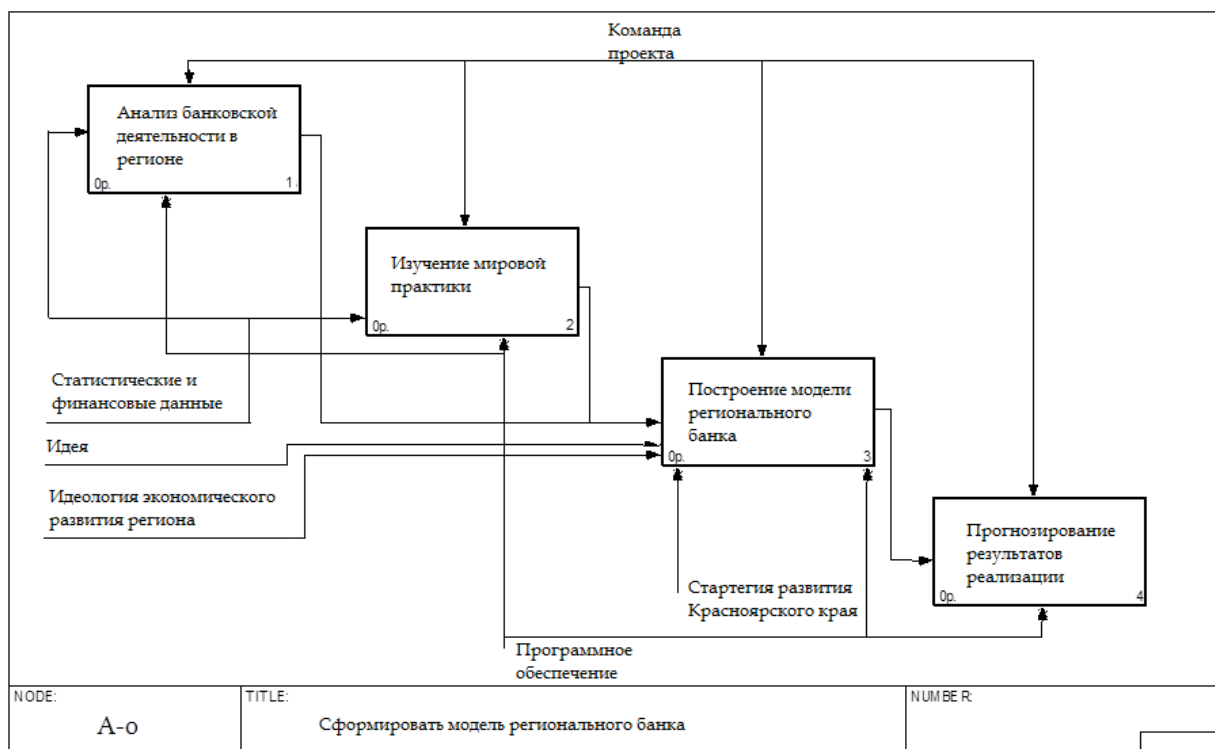 Команда
проекта
Анализ банковской
деятельности в
регионе
0р.
1
Изучение мировой
практики
0р.
2
Статистические и
финансовые данные
Идея
Идеология экономического
развития региона
Построение модели
регионального
банка
0р.
3
Прогнозирование
результатов
реализации
0р.
4
Стартегия развития
Красноярского края
Программное
обеспечение
NODE:
A-0
TITLE:
Сформировать модель регионального банка
NUMBER: